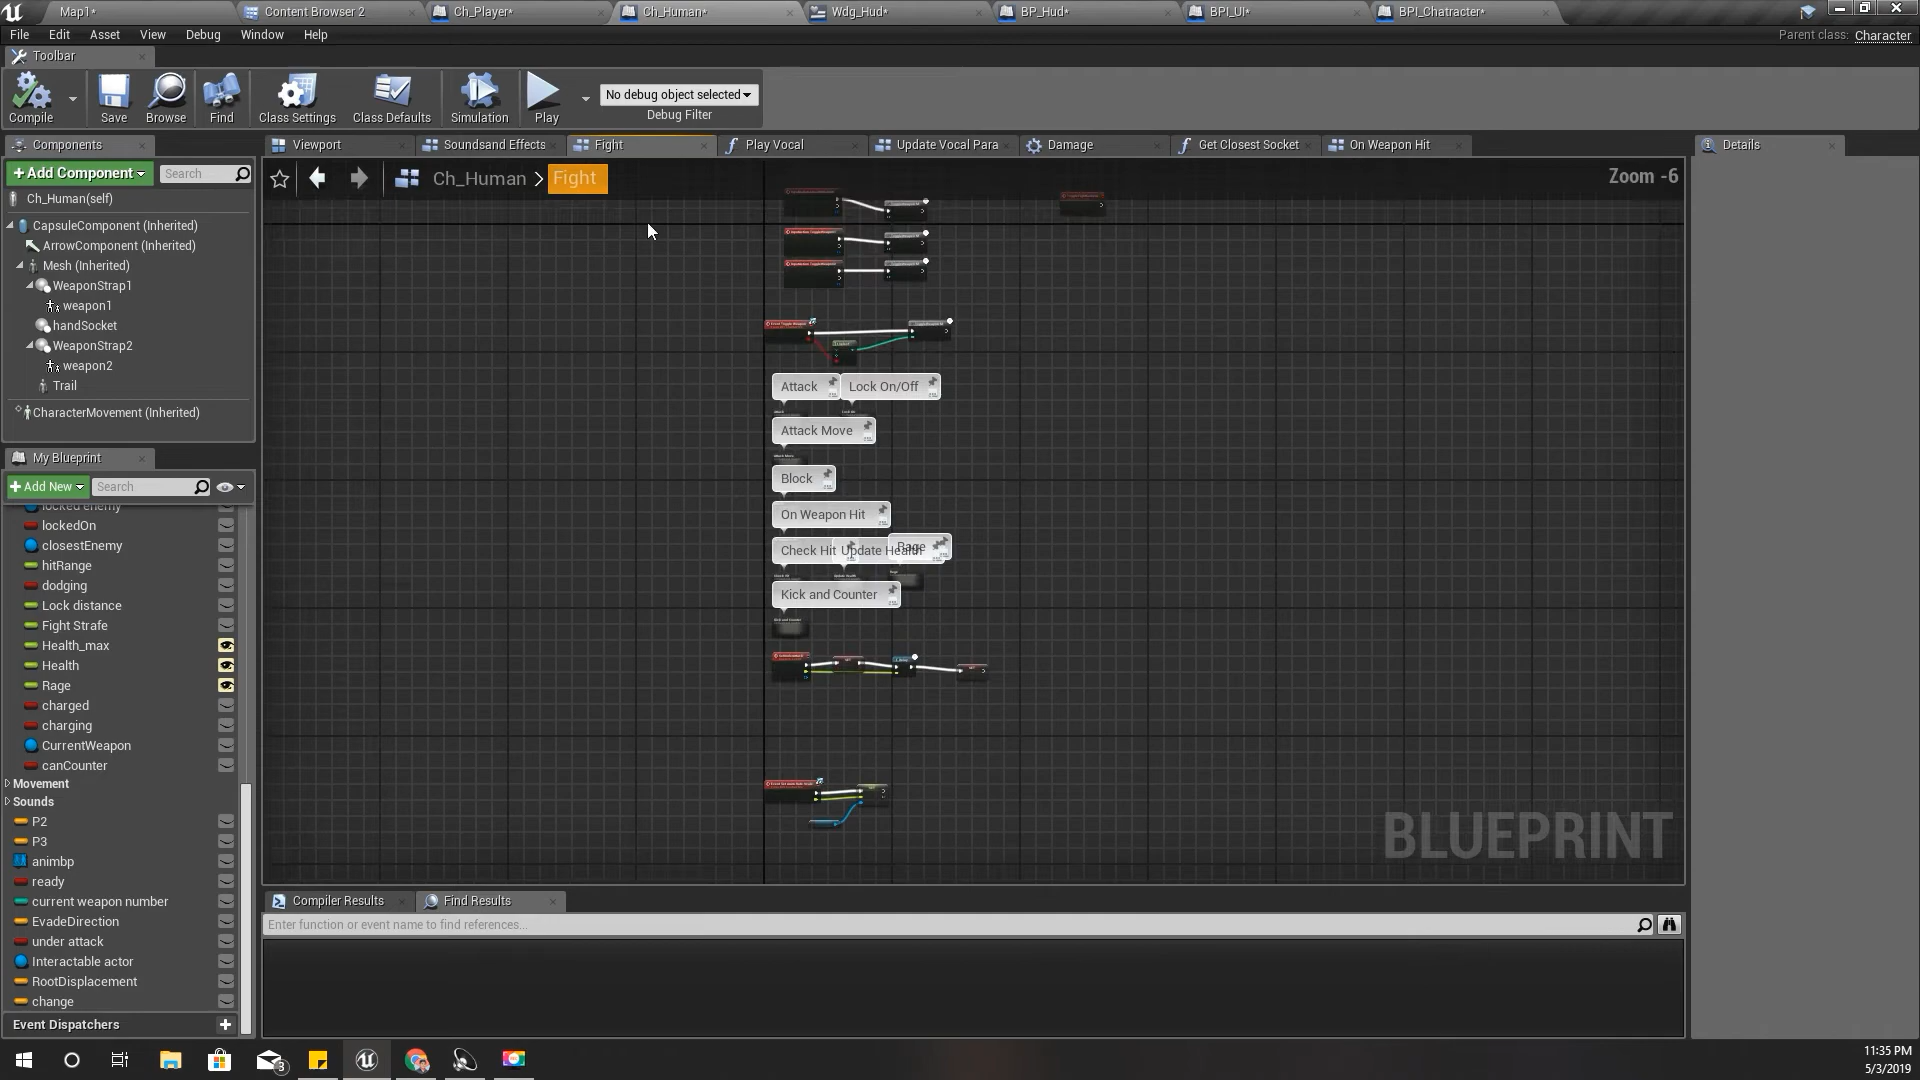 Map1*
Content Browser 2
Ch_Player*
Ch_Human*
Wdg_Hud*
BP_Hud*
BPI_UI*
BPI_Chatracter*
File Edit Asset View Debug Window Help
Parent class: Character
Toolbar
Compile
Save
Browse
Find
Class Settings
Class Defaults
Simulation
Play
No debug object selected
Debug Filter
Components
+Add Component
Search
Ch_Human(self)
CapsuleComponent (Inherited)
ArrowComponent (Inherited)
Mesh (Inherited)
WeaponStrap1
weapon1
handSocket
WeaponStrap2
weapon2
Trail
CharacterMovement (Inherited)
My Blueprint
+Add New
Search
locked enemy
lockedOn
closestEnemy
hitRange
dodging
Lock distance
Fight Strafe
Health_max
Health
Rage
charged
charging
CurrentWeapon
canCounter
Movement
Sounds
P2
P3
animbp
ready
current weapon number
EvadeDirection
under attack
Interactable actor
RootDisplacement
change
Event Dispatchers
Viewport
Soundsand Effects
Fight
Play Vocal
Update Vocal Para
Damage
Get Closest Socket
On Weapon Hit
Ch_Human > Fight
Zoom -6
Attack
Lock On/Off
Attack Move
Block
On Weapon Hit
Check Hit
Update Health
Rage
Kick and Counter
BLUEPRINT
Compiler Results
Find Results
Enter function or event name to find references...
Details
3
11:35 PM
5/3/2019